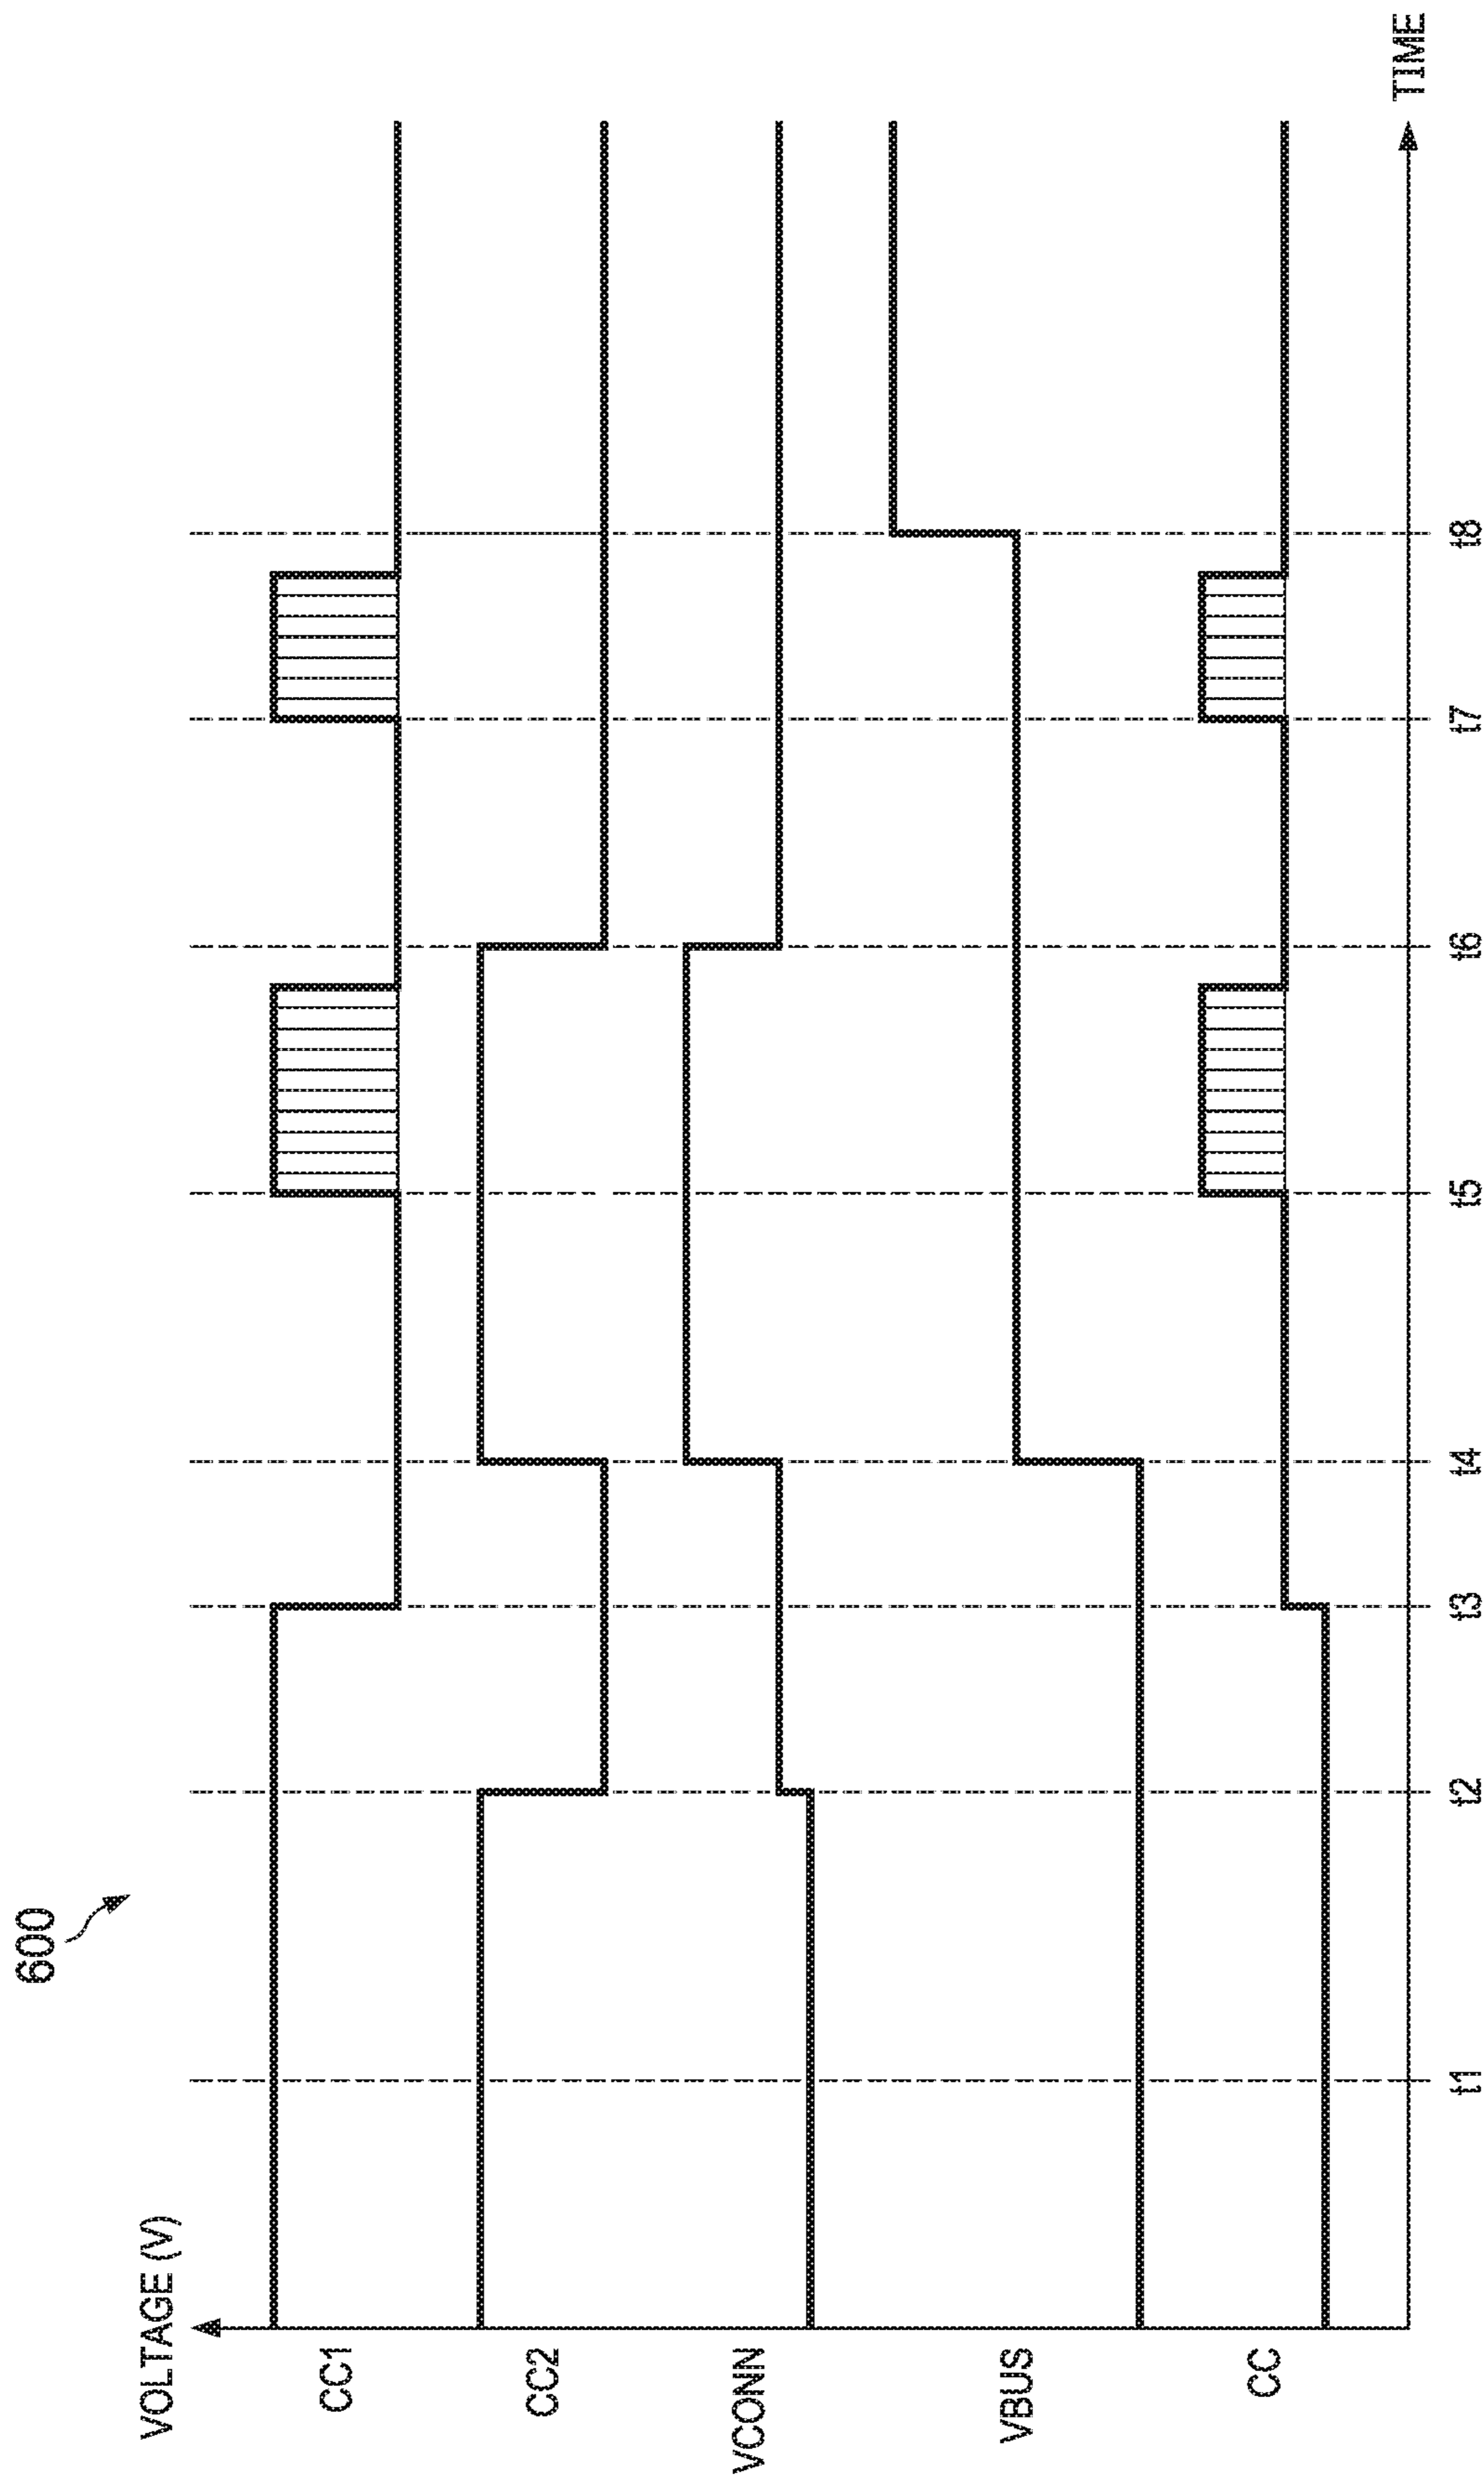 600
VOLTAGE (V)
CC1
CC2
VCONN
VBUS
CC
t1
t2
t3
t4
t5
t6
t7
t8
TIME